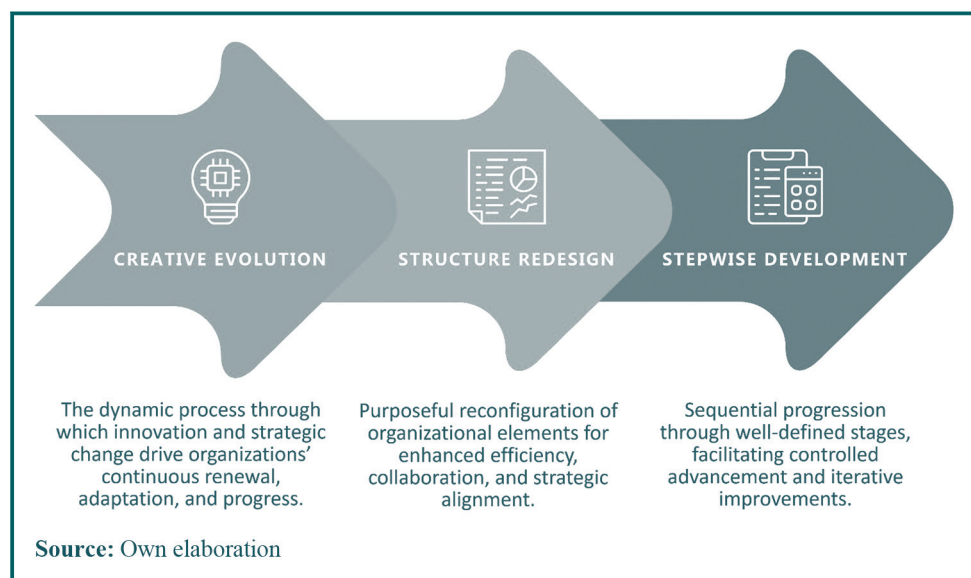 CREATIVE EVOLUTION
STRUCTURE REDESIGN
STEPWISE DEVELOPMENT
The dynamic process through
which innovation and strategic
change drive organizations’
continuous renewal,
adaptation, and progress.
Purposeful reconfiguration of
organizational elements for
enhanced efficiency,
collaboration, and strategic
alignment.
Sequential progression
through well-defined stages,
facilitating controlled
advancement and iterative
improvements.
Source: Own elaboration